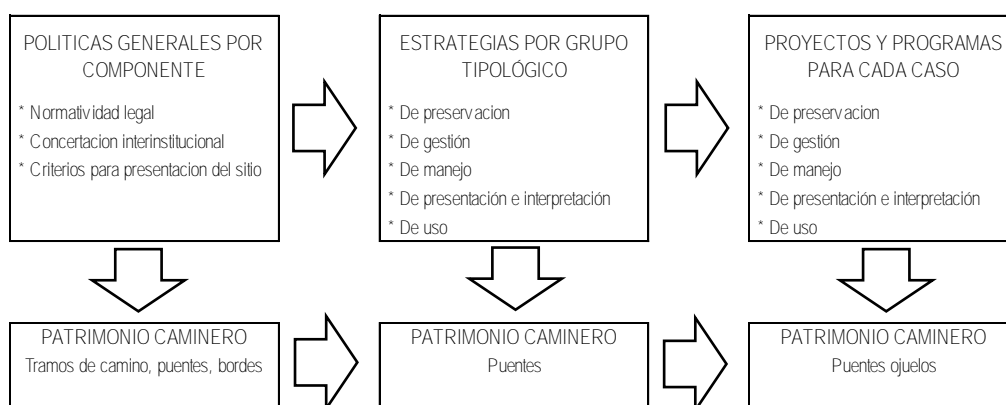 POLITICAS GENERALES POR
COMPONENTE
* Normatividad legal
* Concertacion interinstitucional
* Criterios para presentacion del sitio
ESTRATEGIAS POR GRUPO
TIPOLÓGICO
* De preservacion
* De gestión
* De manejo
* De presentación e interpretación
* De uso
PROYECTOS Y PROGRAMAS
PARA CADA CASO
* De preservacion
* De gestión
* De manejo
* De presentación e interpretación
* De uso
PATRIMONIO CAMINERO
Tramos de camino, puentes, bordes
PATRIMONIO CAMINERO
Puentes
PATRIMONIO CAMINERO
Puentes ojuelos